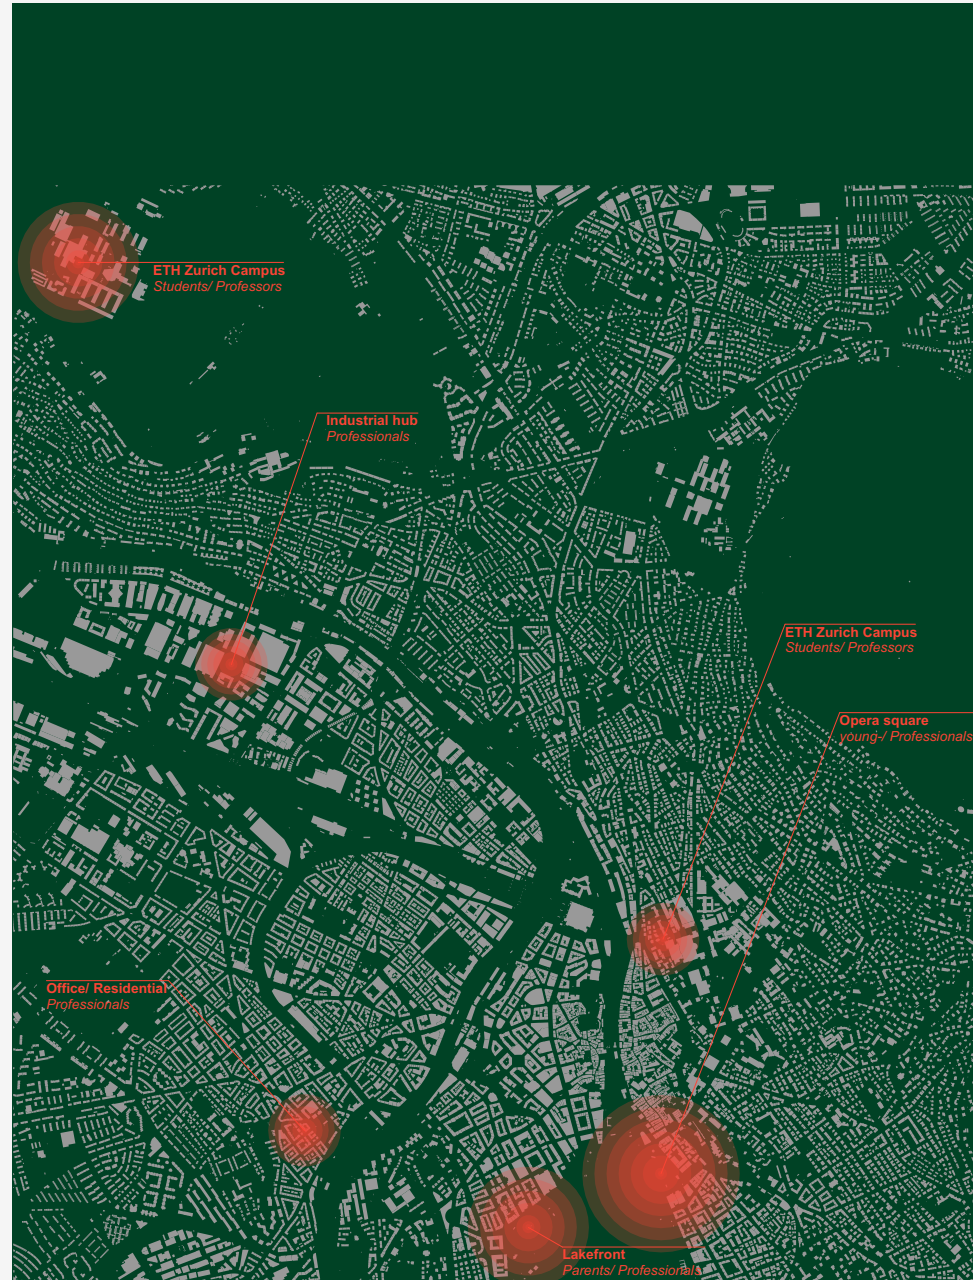 ETH Zurich Campus
Students/ Professors
Industrial hub
Professionals
ETH Zurich Campus
Students/ Professors
Opera square
young-/ Professionals
Office/ Residential
Professionals
Lakefront
Parents/ Professionals